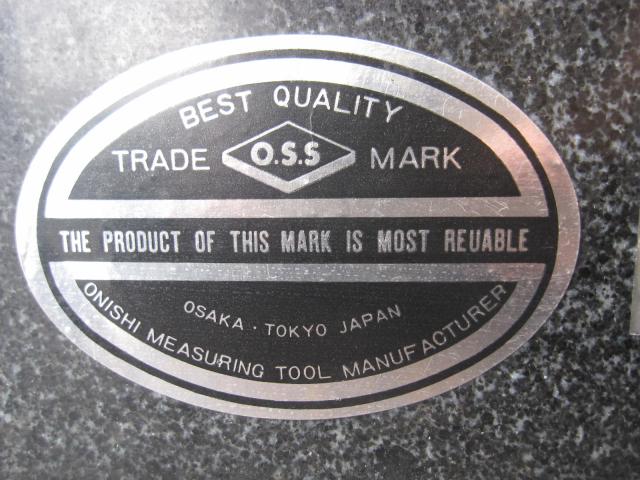 BEST QUALITY
TRADE O.S.S MARK
THE PRODUCT OF THIS MARK IS MOST REUABLE
OSAKA · TOKYO JAPAN
ONISHI MEASURING TOOL MANUFACTURER